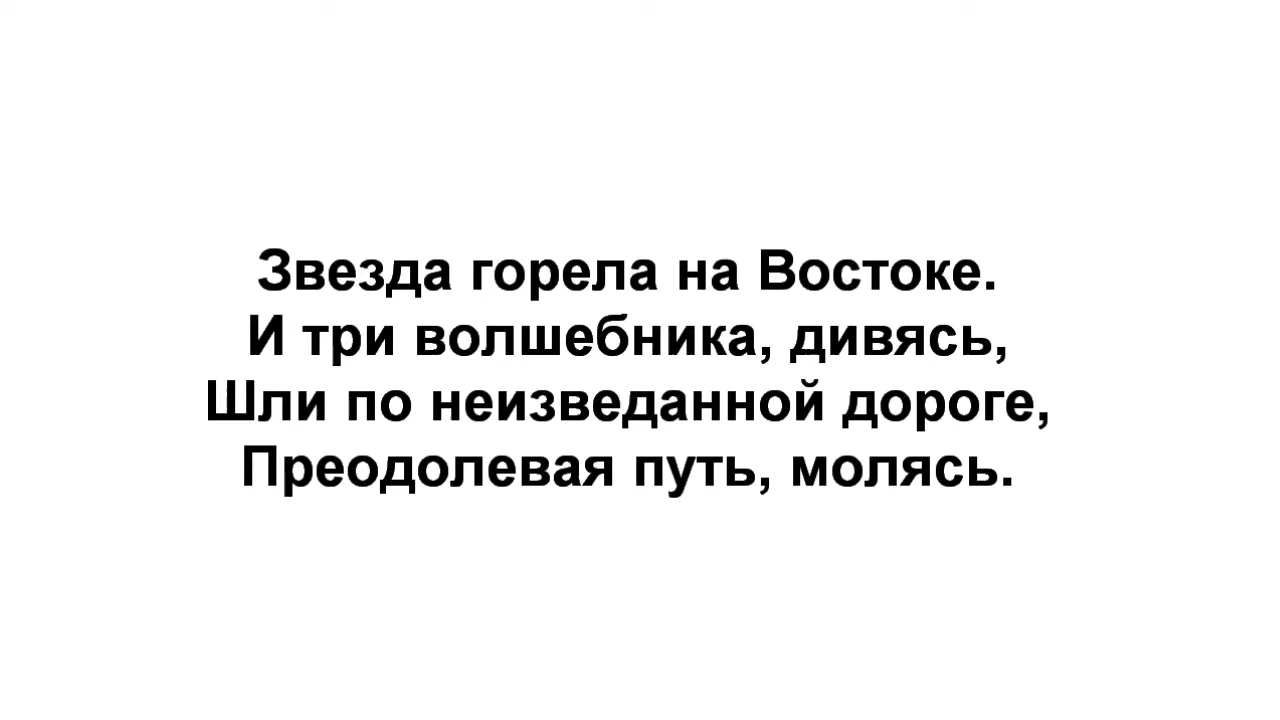 Звезда горела на Востоке.
И три волшебника, дивясь,
Шли по неизведанной дороге,
Преодолевая путь, молясь.